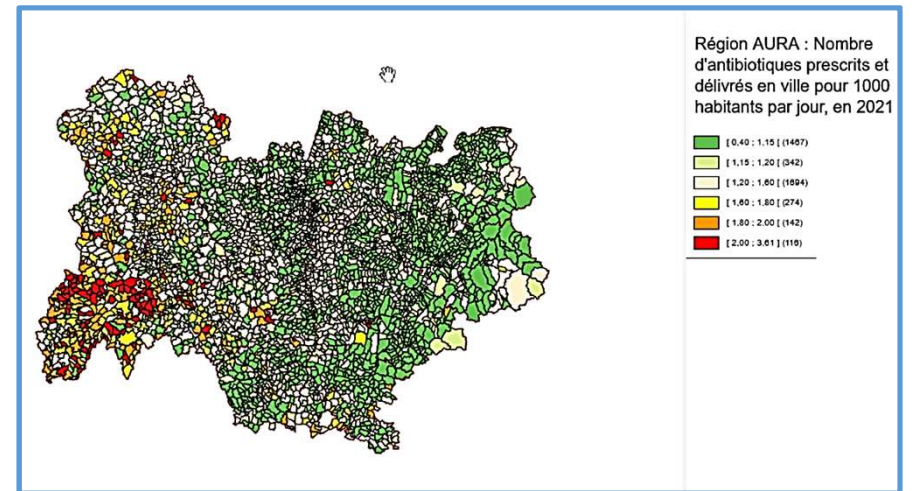 Région AURA : Nombre
d'antibiotiques prescrits et
délivrés en ville pour 1000
habitants par jour, en 2021
[ 0,40 ; 1,15 [ (1467)
[ 1,15 ; 1,20 [ (342)
[ 1,20 ; 1,60 [ (1694)
[ 1,60 ; 1,80 [ (274)
[ 1,80 ; 2,00 [ (142)
[ 2,00 ; 3,61 ] (116)